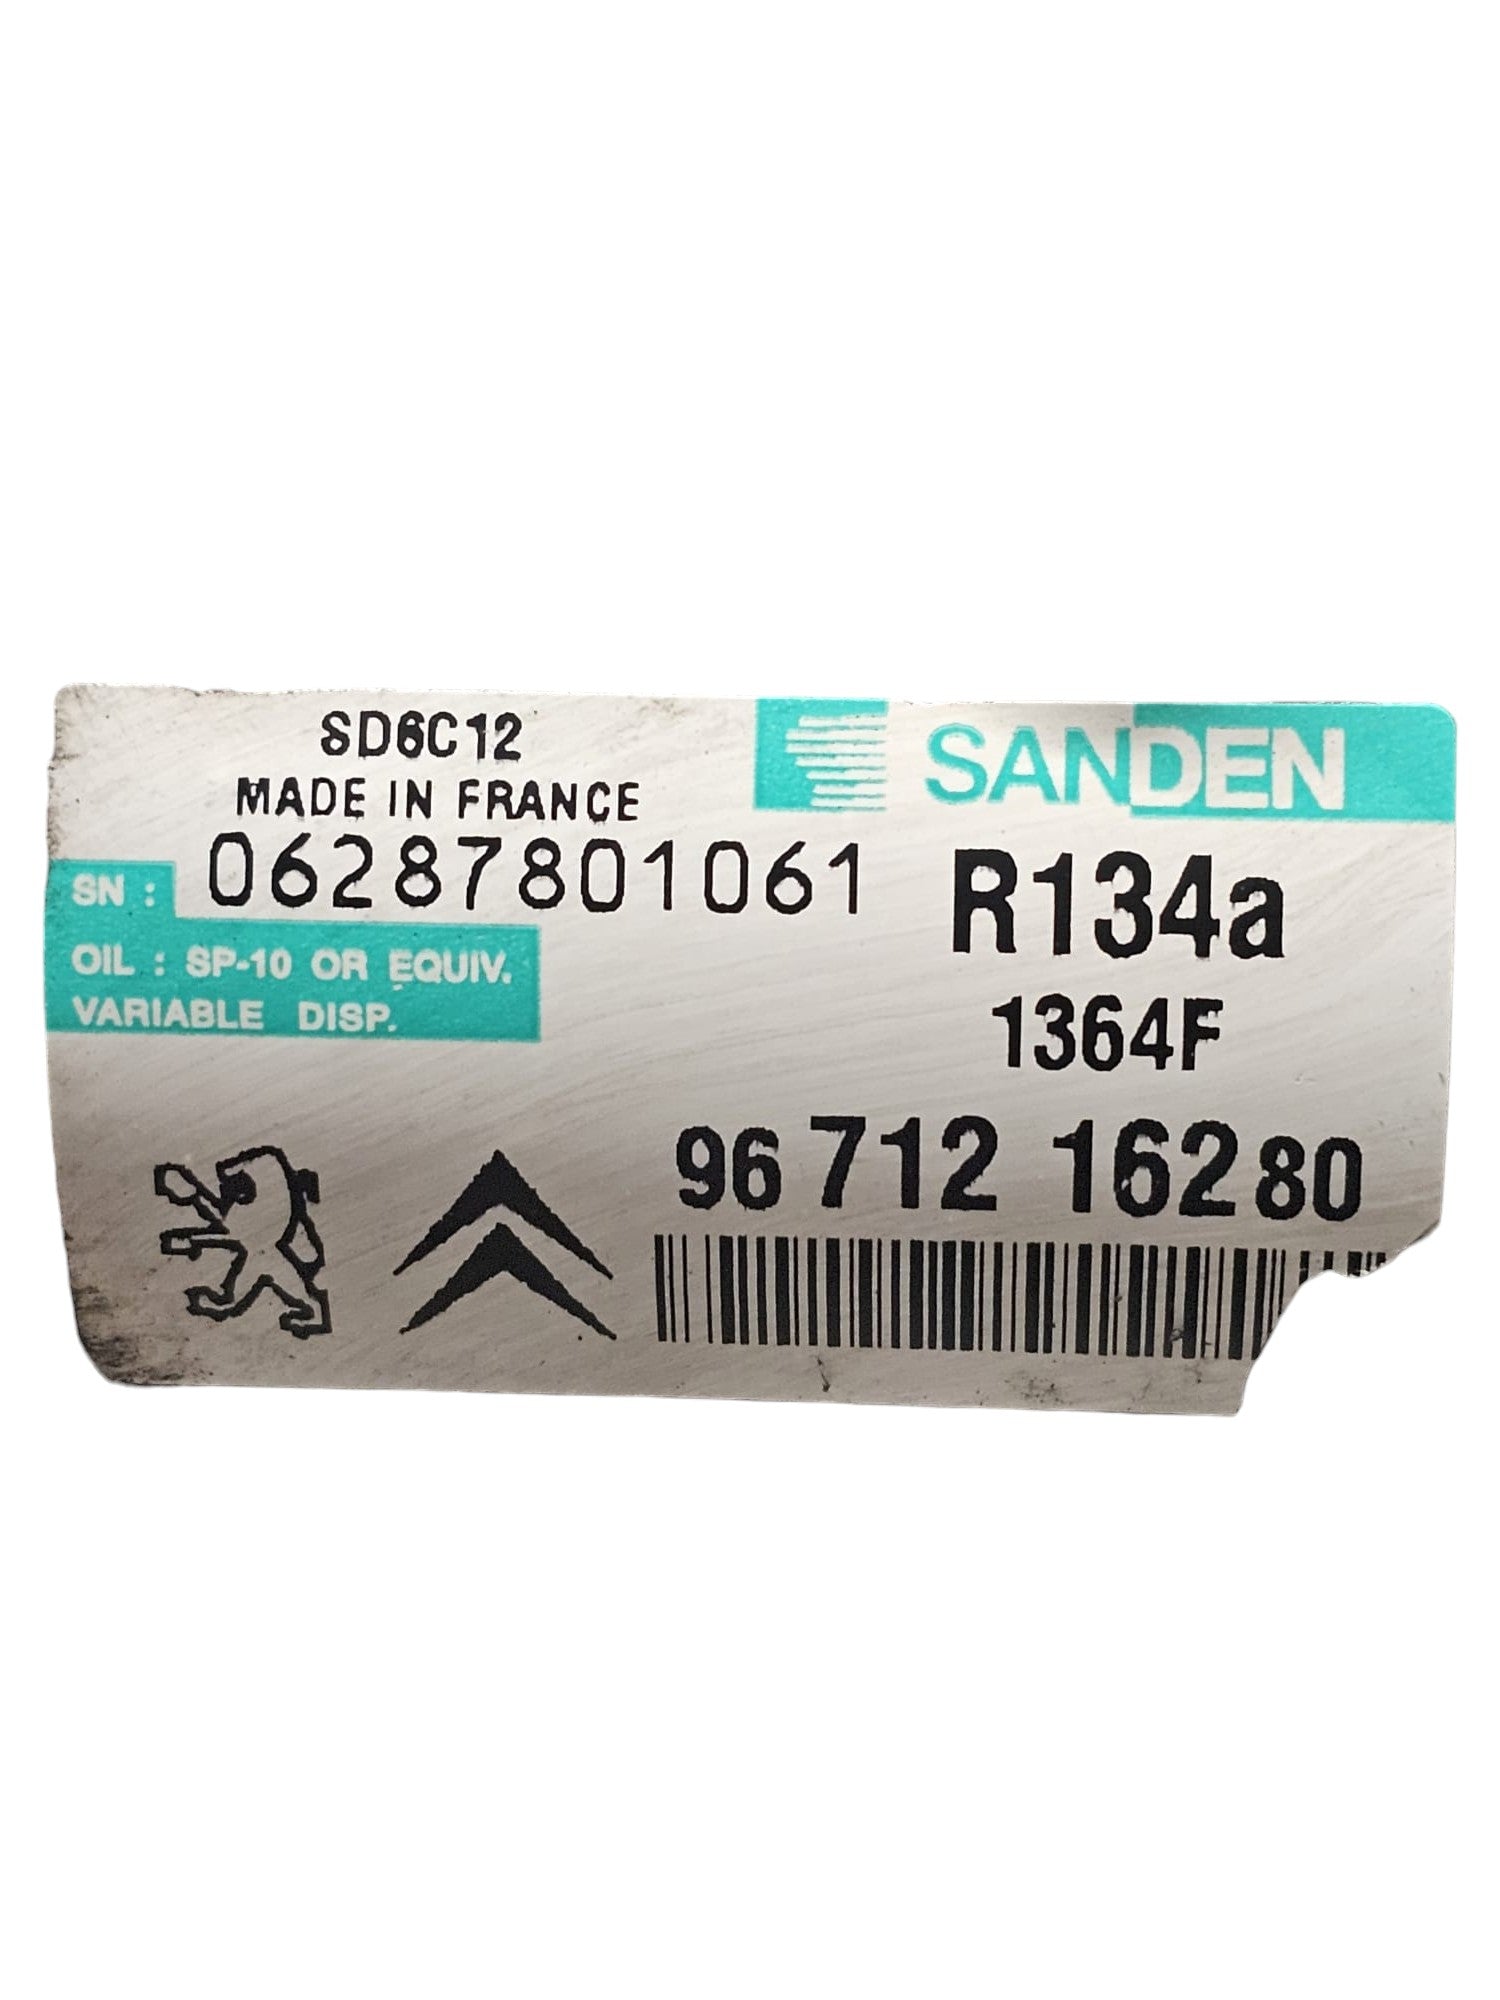 SD6C12
MADE IN FRANCE
SANDEN
SN : 06287801061
R134a
OIL : SP-10 OR EQUIV.
VARIABLE DISP.
1364F
96 712 162 80